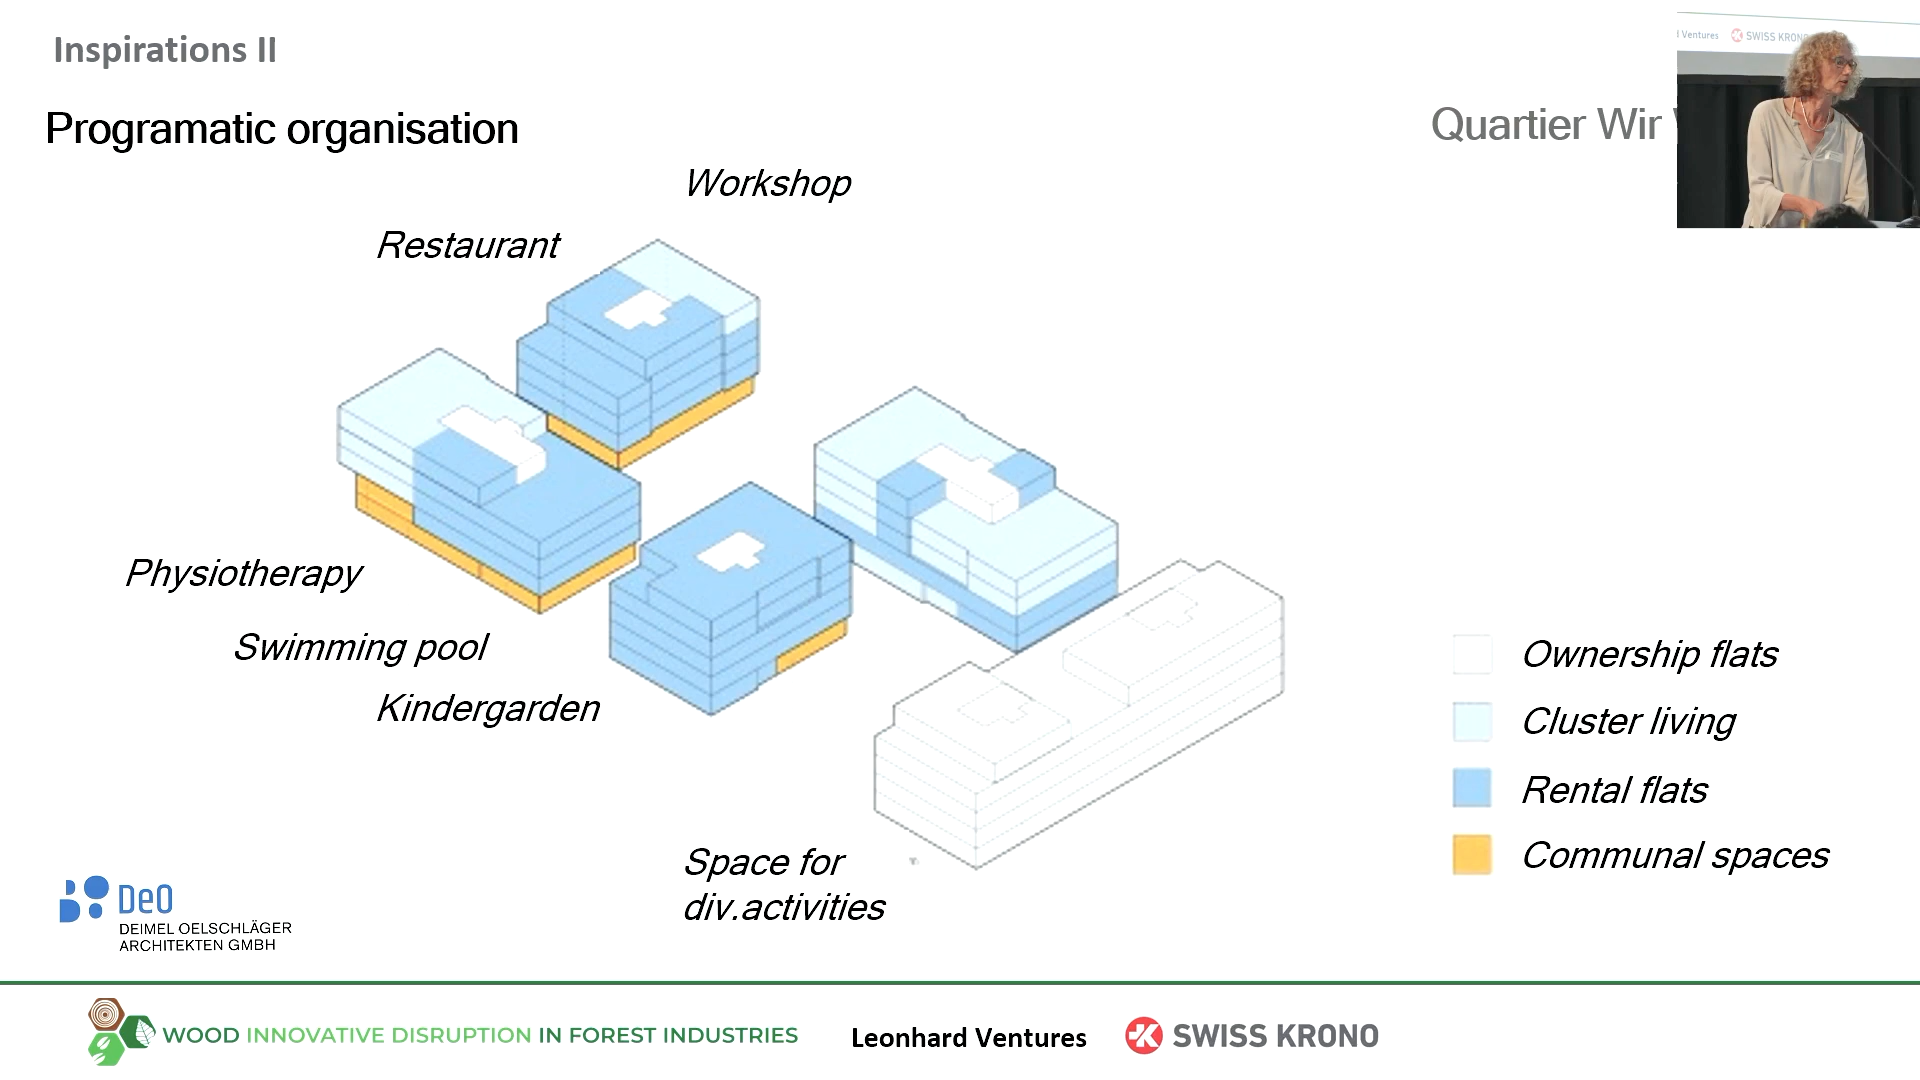 Inspirations II
Programatic organisation
Quartier Wir
Ventures SWISS KRONO
Workshop
Restaurant
Physiotherapy
Swimming pool
Kindergarden
Space for
div.activities
Ownership flats
Cluster living
Rental flats
Communal spaces
DeO
DEIMEL OELSCHLÄGER
ARCHITEKTEN GMBH
WOOD INNOVATIVE DISRUPTION IN FOREST INDUSTRIES
Leonhard Ventures
SWISS KRONO